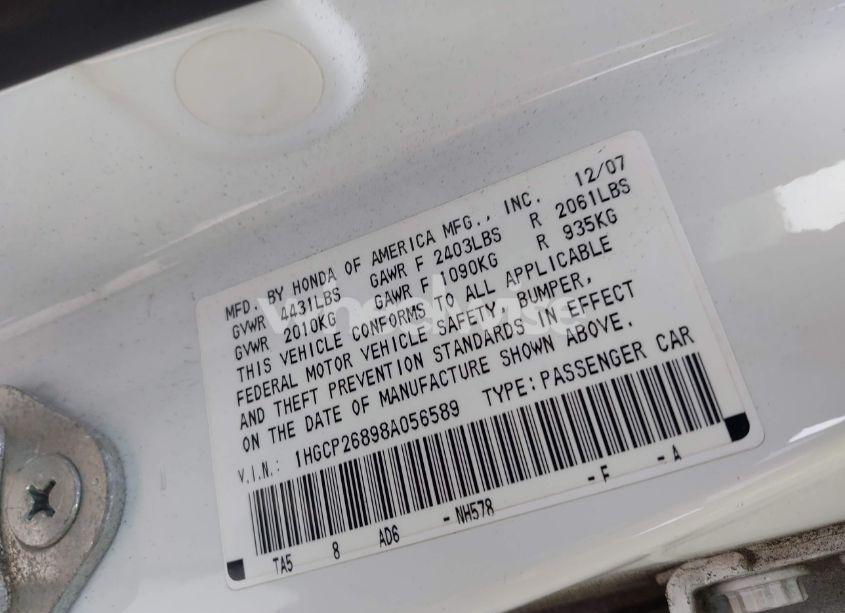 MFD. BY HONDA OF AMERICA MFG., INC. 12/07
GVWR 4431LBS GAWR F 2403LBS R 2061LBS
GVWR 2010KG GAWR F 1090KG R 935KG
THIS VEHICLE CONFORMS TO ALL APPLICABLE
FEDERAL MOTOR VEHICLE SAFETY, BUMPER,
AND THEFT PREVENTION STANDARDS IN EFFECT
ON THE DATE OF MANUFACTURE SHOWN ABOVE.
V.I.N.: 1HGCP26898A056589 TYPE: PASSENGER CAR
TA5 8 AD6 -NH578 -F -A
wheelwise